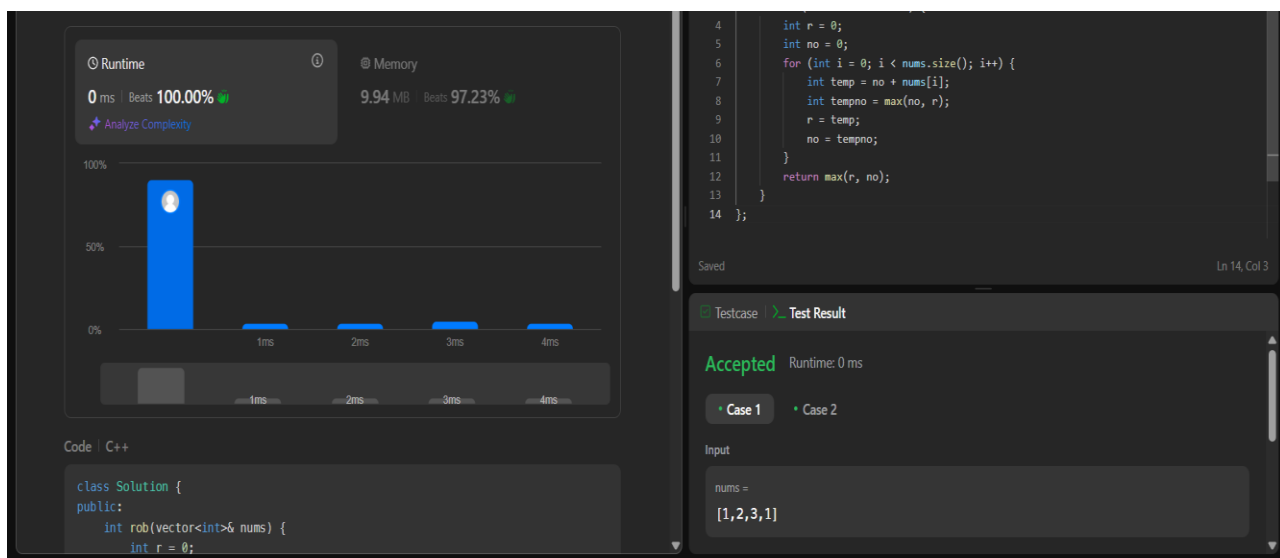 Runtime
Memory
0 ms | Beats 100.00%
9.94 MB | Beats 97.23%
Analyze Complexity
100%
50%
0%
1ms 2ms 3ms 4ms
1ms 2ms 3ms 4ms
Code | C++
class Solution {
public:
int rob(vector<int>& nums) {
int r = 0;
4 int r = 0;
5 int no = 0;
6 for (int i = 0; i < nums.size(); i++) {
7 int temp = no + nums[i];
8 int tempno = max(no, r);
9 r = temp;
10 no = tempno;
11 }
12 return max(r, no);
13 }
14 };
Saved
Ln 14, Col 3
Testcase | >_ Test Result
Accepted Runtime: 0 ms
• Case 1 • Case 2
Input
nums =
[1,2,3,1]